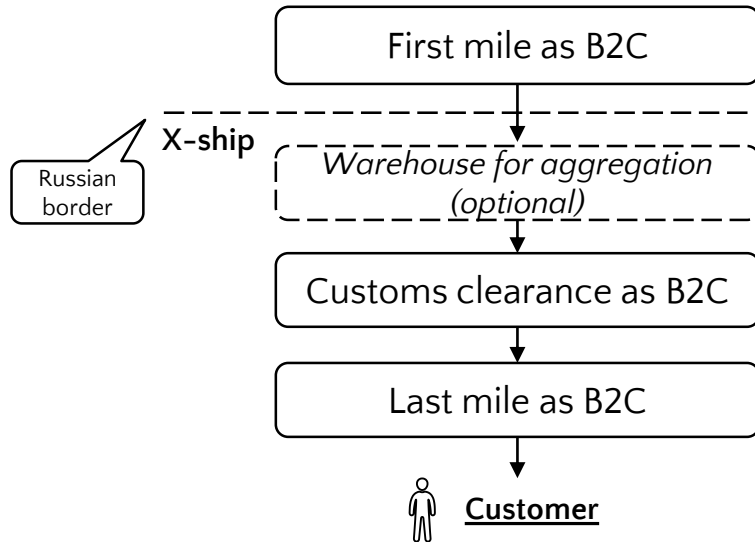 First mile as B2C
X-ship
Russian
border
Warehouse for aggregation
(optional)
Customs clearance as B2C
Last mile as B2C
Customer